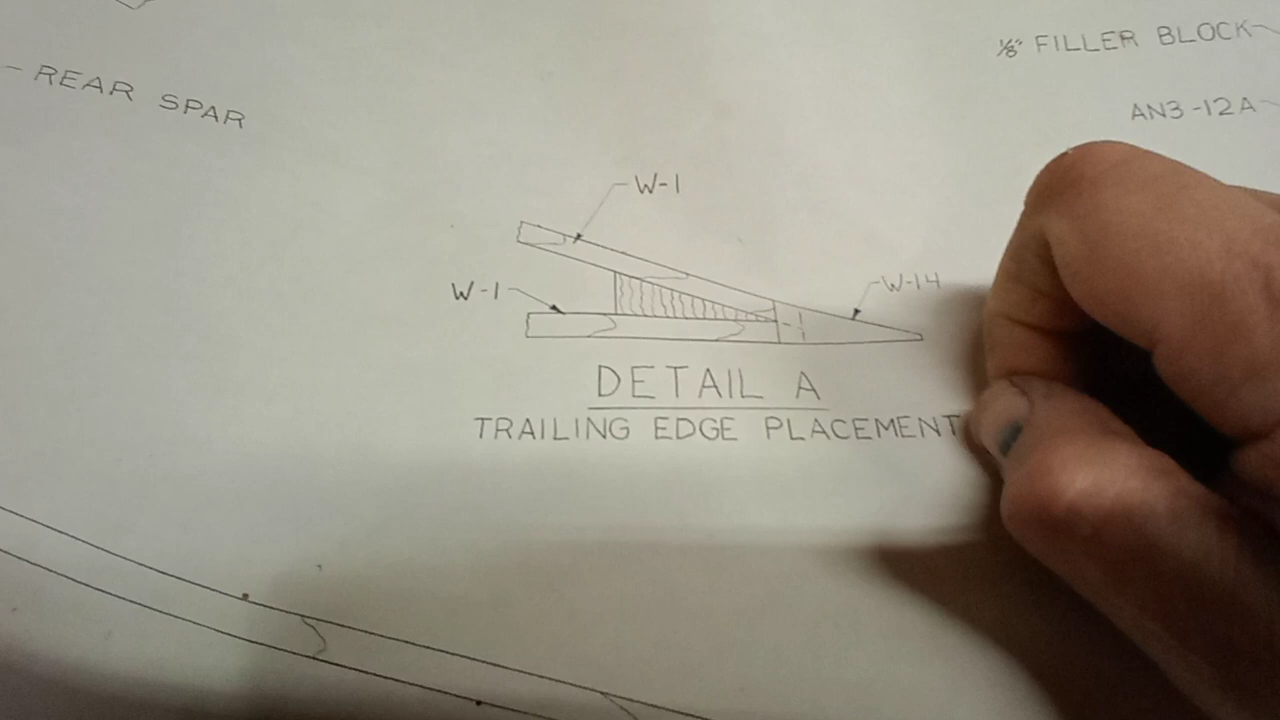 REAR SPAR
⅛" FILLER BLOCK
AN3-12A
W-1
W-1
W-14
DETAIL A
TRAILING EDGE PLACEMENT